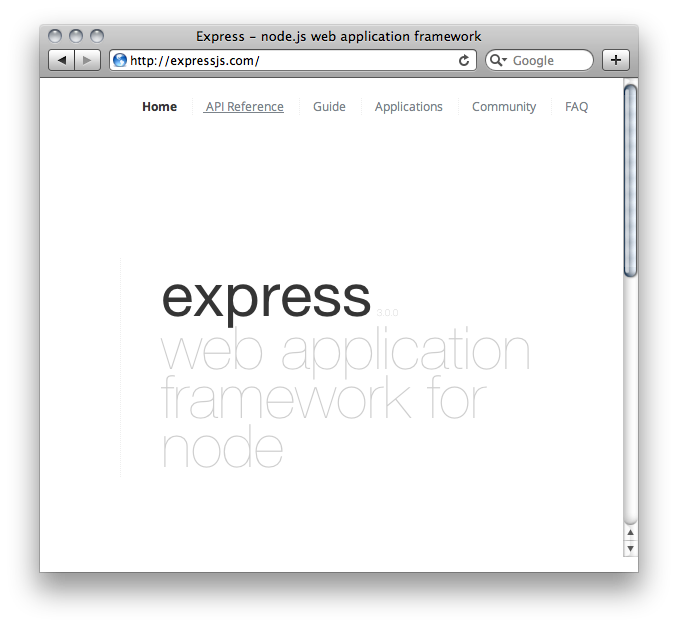 Express - node.js web application framework
http://expressjs.com/ Google
Home API Reference Guide Applications Community FAQ
express 3.0.0
web application
framework for
node